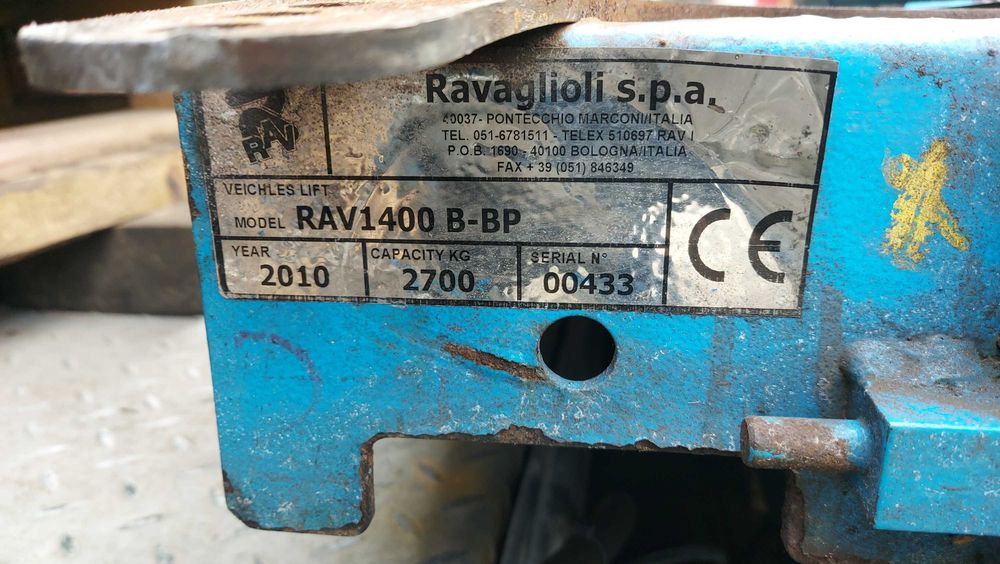 Ravaglioli s.p.a.
40037- PONTECCHIO MARCONI/ITALIA
TEL. 051-6781511 - TELEX 510697 RAV I
P.O.B. 1690 - 40100 BOLOGNA/ITALIA
FAX + 39 (051) 846349
RAV
VEICHLES LIFT
MODEL RAV1400 B-BP
YEAR CAPACITY KG SERIAL N°
2010 2700 00433
CE